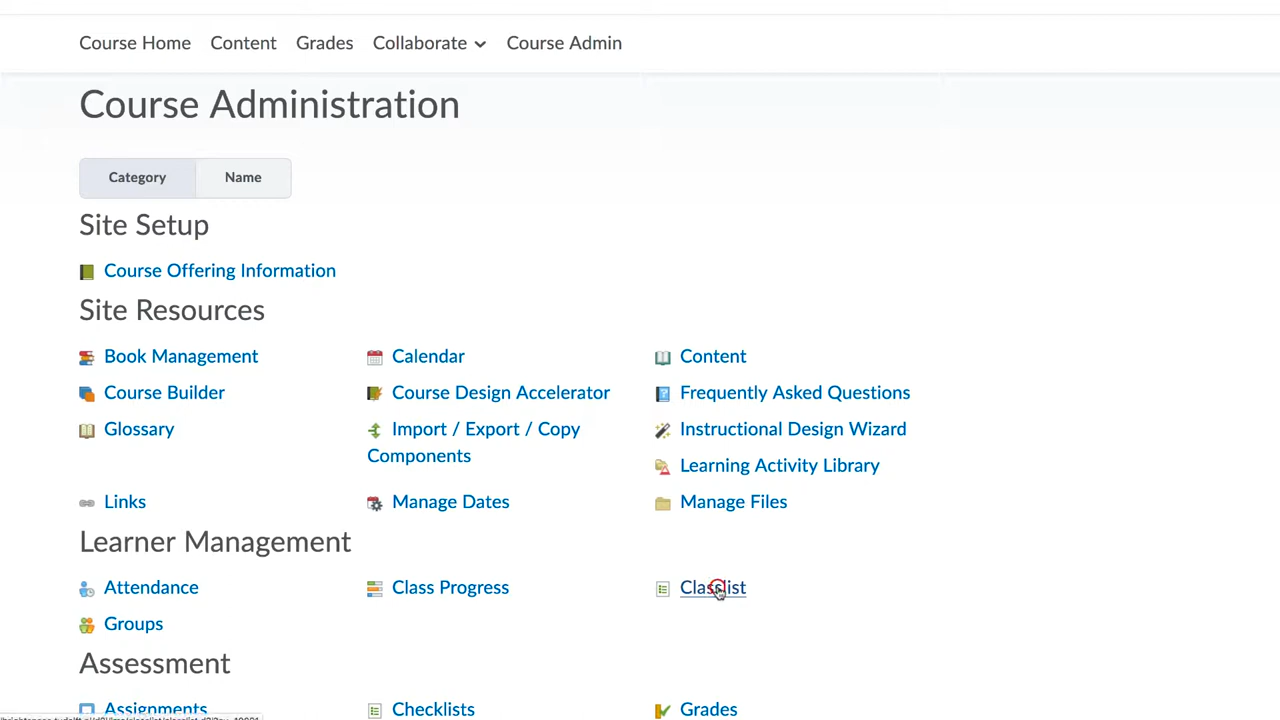 Course Home Content Grades Collaborate Course Admin
Course Administration
Category Name
Site Setup
Course Offering Information
Site Resources
Book Management Calendar Content
Course Builder Course Design Accelerator Frequently Asked Questions
Glossary Import / Export / Copy Components Instructional Design Wizard
Learning Activity Library
Links Manage Dates Manage Files
Learner Management
Attendance Class Progress Classlist
Groups
Assessment
Assignments Checklists Grades